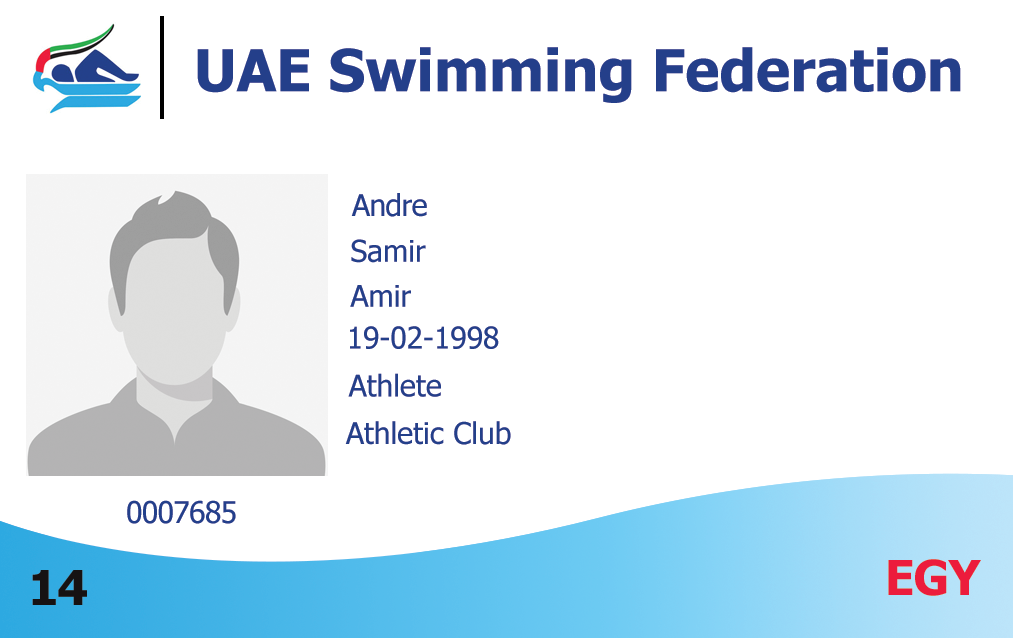 UAE Swimming Federation
Andre
Samir
Amir
19-02-1998
Athlete
Athletic Club
0007685
14
EGY